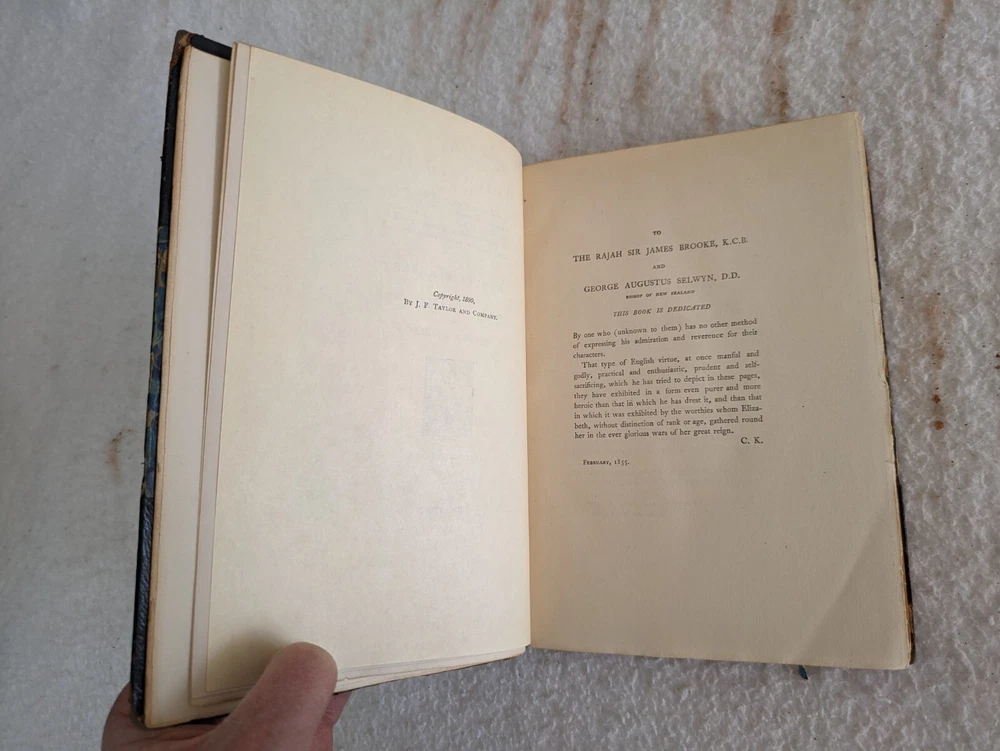 Copyright, 1899,
By J. F. Taylor and Company.
TO
THE RAJAH SIR JAMES BROOKE, K.C.B.
AND
GEORGE AUGUSTUS SELWYN, D.D.
BISHOP OF NEW ZEALAND
THIS BOOK IS DEDICATED
By one who (unknown to them) has no other method
of expressing his admiration and reverence for their
characters.
That type of English virtue, at once manful and
godly, practical and enthusiastic, prudent and self-
sacrificing, which he has tried to depict in these pages,
they have exhibited in a form even purer and more
heroic than that in which he has drest it, and than that
in which it was exhibited by the worthies whom Eliza-
beth, without distinction of rank or age, gathered round
her in the ever glorious wars of her great reign.
C. K.
February, 1855.